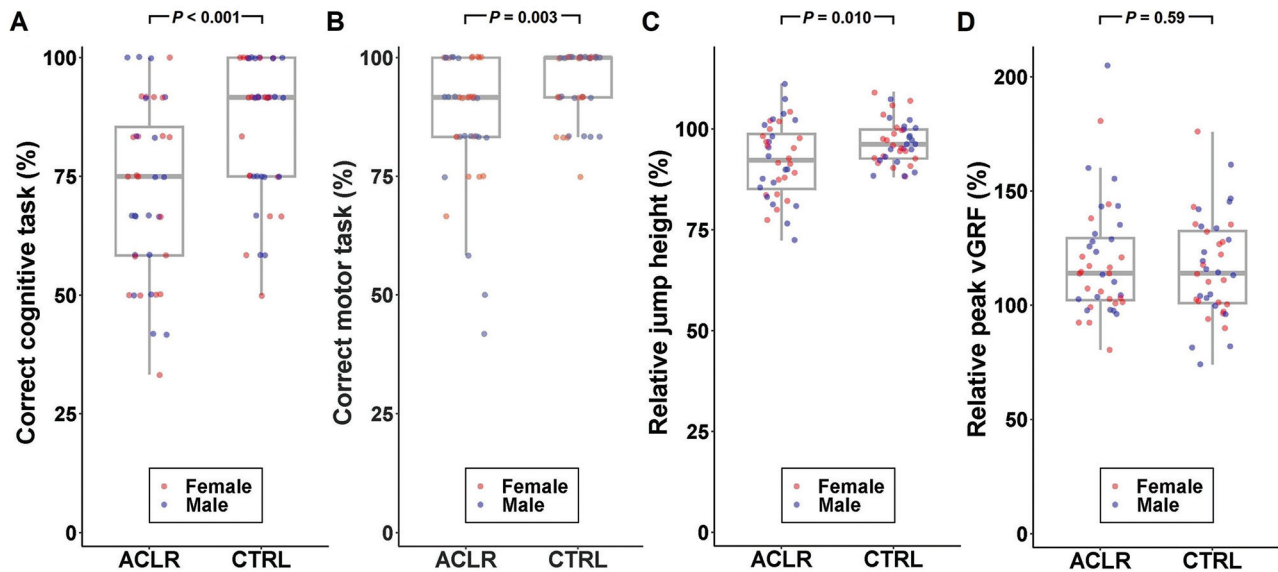 A
P < 0.001
Correct cognitive task (%)
100
75
50
25
0
Female
Male
ACLR
CTRL
B
P = 0.003
Correct motor task (%)
100
75
50
25
0
Female
Male
ACLR
CTRL
C
P = 0.010
Relative jump height (%)
100
75
50
25
0
Female
Male
ACLR
CTRL
D
P = 0.59
Relative peak vGRF (%)
200
150
100
50
0
Female
Male
ACLR
CTRL